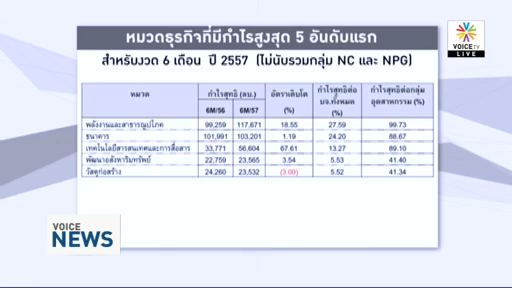 หมวดธุรกิจที่มีกำไรสูงสุด 5 อันดับแรก
สำหรับงวด 6 เดือน ปี 2557 (ไม่นับรวมกลุ่ม NC และ NPG)
VOICE TV
LIVE
หมวด กำไรสุทธิ (ลบ.) อัตราเติบโต (%) กำไรสุทธิต่อ บจ.ทั้งหมด (%) กำไรสุทธิต่อกลุ่ม อุตสาหกรรม (%)
6M/56 6M/57
พลังงานและสาธารณูปโภค 99,259 117,671 18.55 27.59 99.73
ธนาคาร 101,991 103,201 1.19 24.20 88.67
เทคโนโลยีสารสนเทศและการสื่อสาร 33,771 56,604 67.61 13.27 89.10
พัฒนาอสังหาริมทรัพย์ 22,759 23,565 3.54 5.53 41.40
วัสดุก่อสร้าง 24,260 23,532 (3.00) 5.52 41.34
VOICE
NEWS